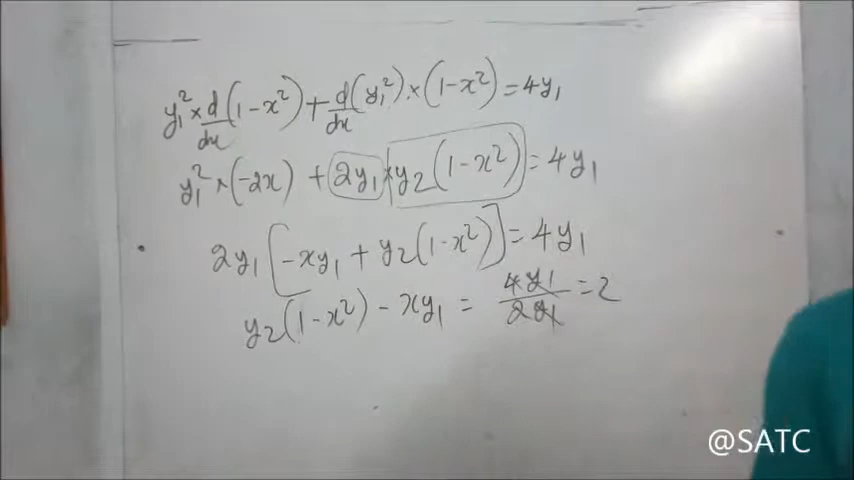 y₁² × d/dx (1 - x²) + d/dx (y₁²) × (1 - x²) = 4y₁
y₁² × (-2x) + 2y₁ × y₂ (1 - x²) = 4y₁
2y₁ [-xy₁ + y₂(1 - x²)] = 4y₁
y₂(1 - x²) - xy₁ = 4y₁/2y₁ = 2
@SATC